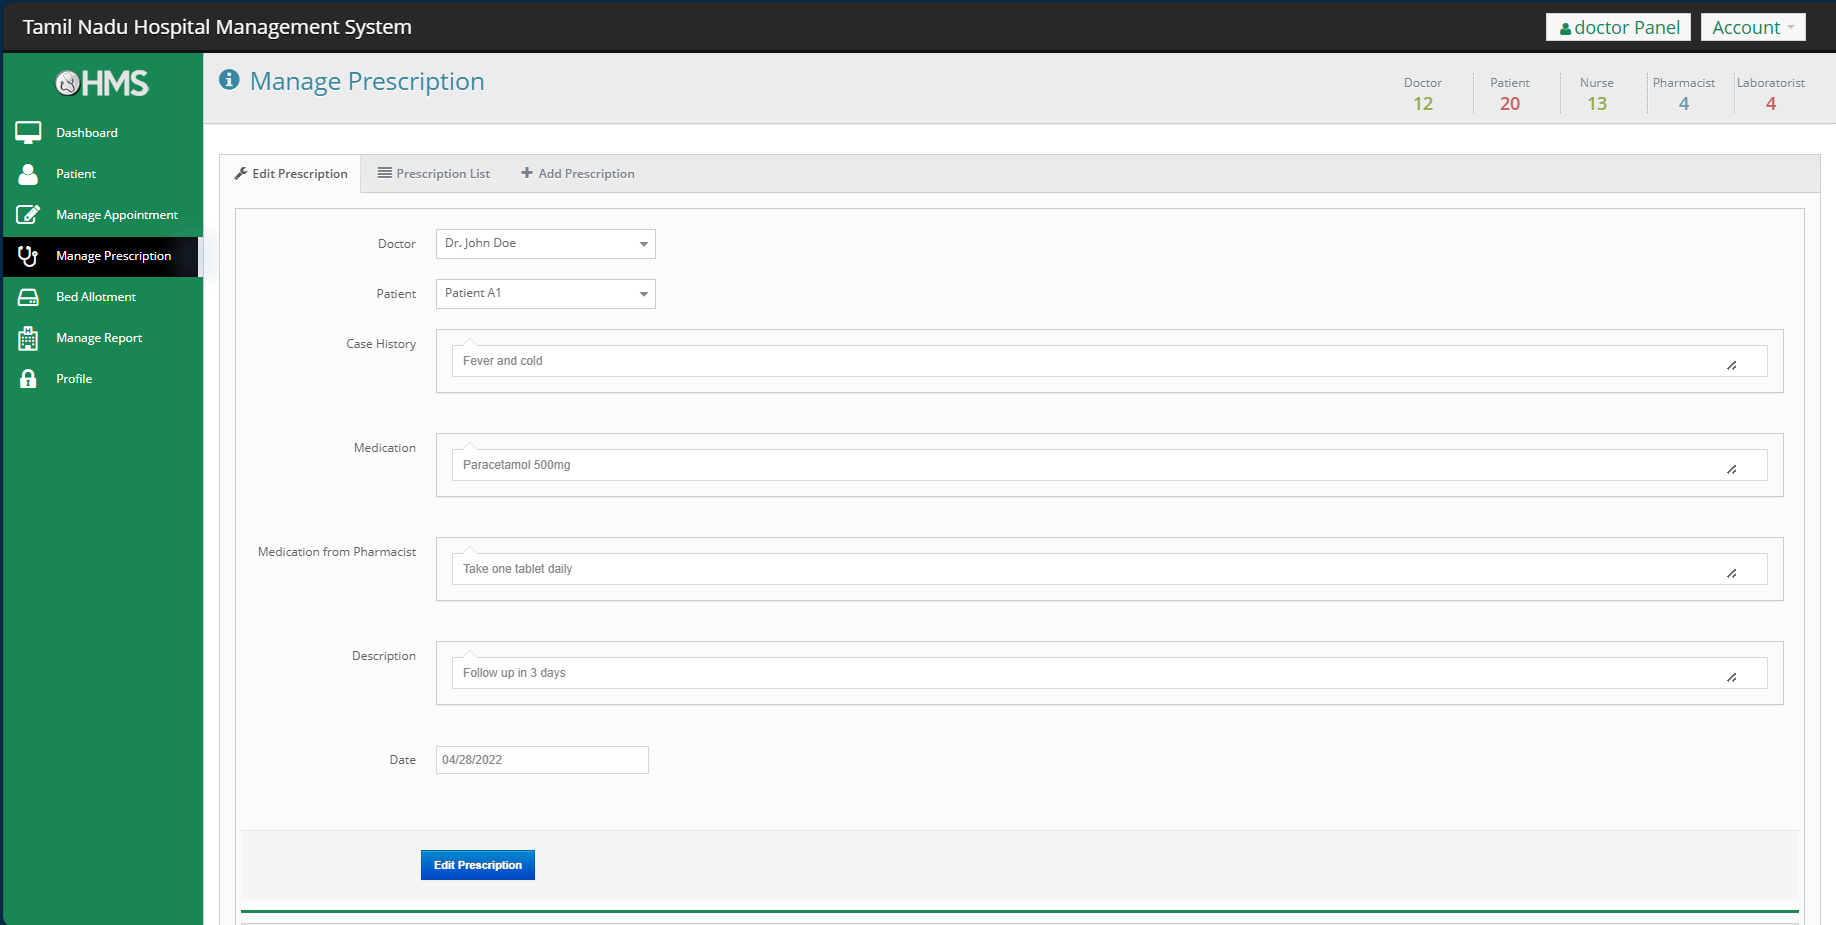 Tamil Nadu Hospital Management System
doctor Panel
Account
HMS
Dashboard
Patient
Manage Appointment
Manage Prescription
Bed Allotment
Manage Report
Profile
Manage Prescription
Doctor
12
Patient
20
Nurse
13
Pharmacist
4
Laboratorist
4
Edit Prescription
Prescription List
Add Prescription
Doctor
Dr. John Doe
Patient
Patient A1
Case History
Fever and cold
Medication
Paracetamol 500mg
Medication from Pharmacist
Take one tablet daily
Description
Follow up in 3 days
Date
04/28/2022
Edit Prescription